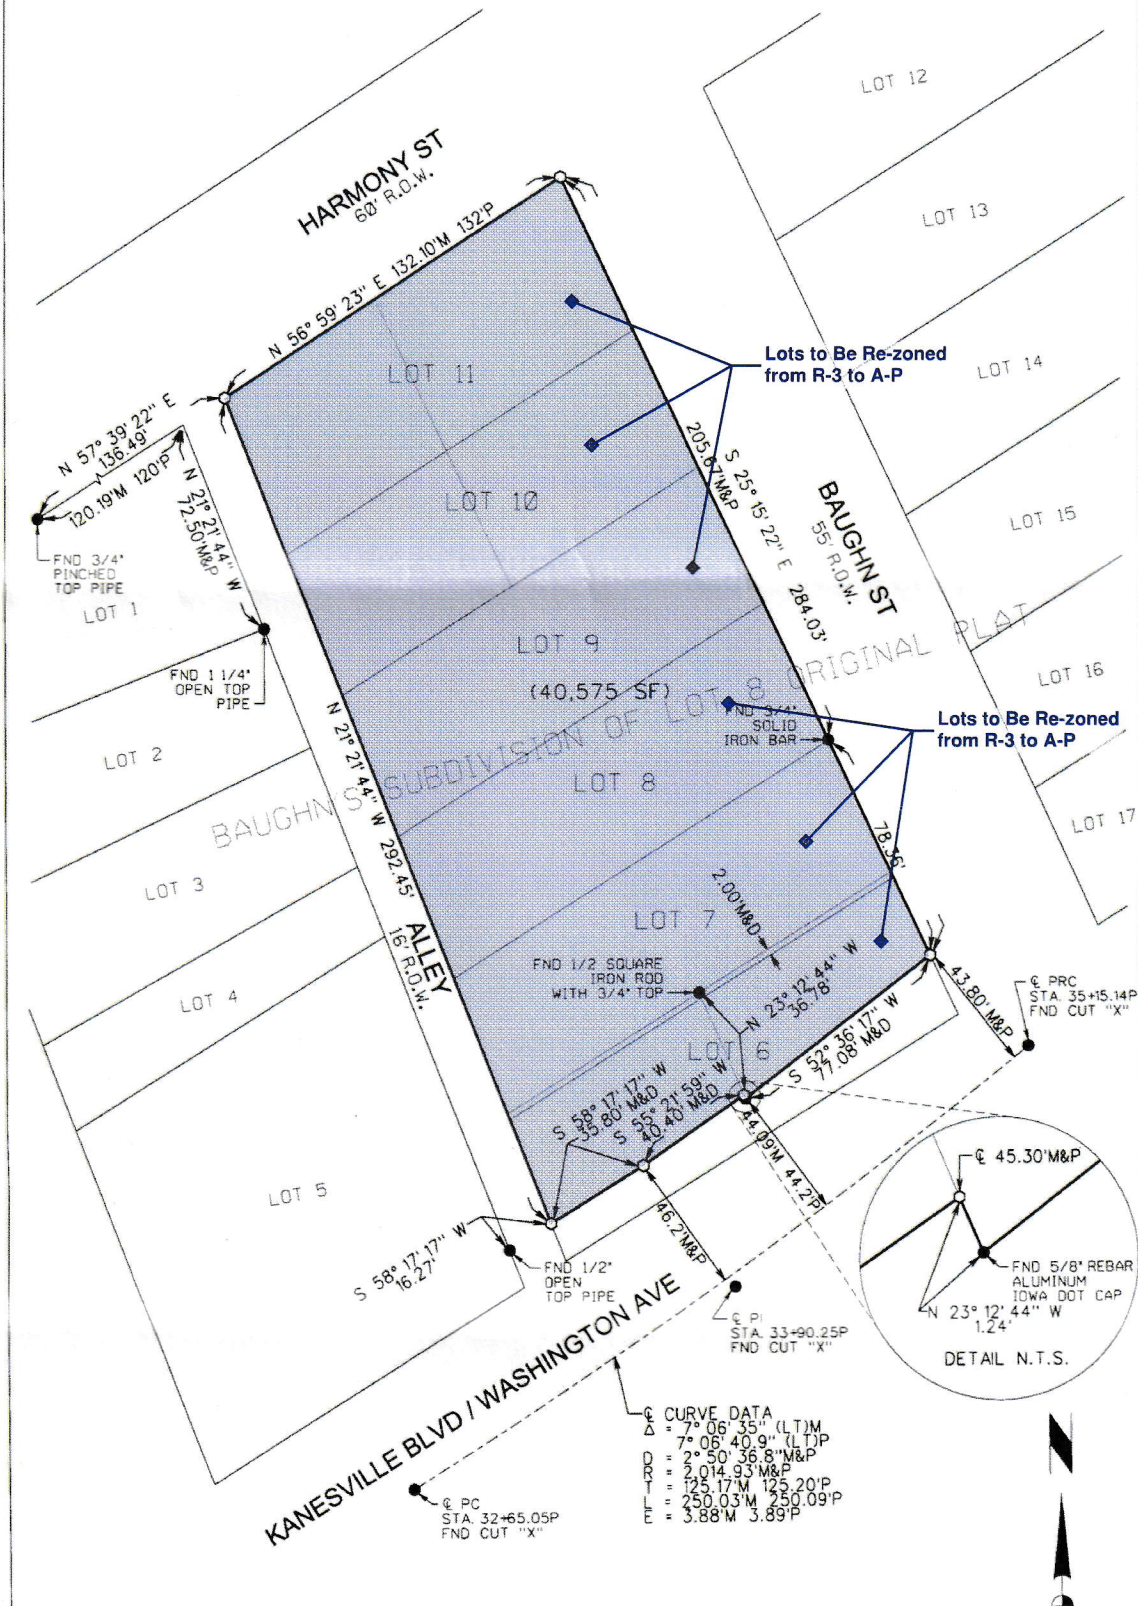 LOT 12
HARMONY ST
60' R.O.W.
LOT 13
N 56° 59' 23" E 132.10'M 132'P
Lots to Be Re-zoned
from R-3 to A-P
LOT 14
LOT 11
N 57° 39' 22" E
136.49'
120.19'M 120'P
N 21° 21' 44" W
72.50'M&P
205.67'M&P
S 25° 15' 22" E 284.03'
LOT 10
BAUGHN ST
55' R.O.W.
LOT 15
FND 3/4"
PINCHED
TOP PIPE
LOT 1
LOT 9
(40,575 SF)
FND 1 1/4"
OPEN TOP
PIPE
LOT 16
BAUGHN'S SUBDIVISION OF LOT 8 ORIGINAL PLAT
FND 3/4"
SOLID
IRON BAR
Lots to Be Re-zoned
from R-3 to A-P
LOT 2
N 21° 21' 44" W 292.45'
LOT 8
LOT 17
78.36'
LOT 3
2.00'M&D
LOT 7
ALLEY
16' R.O.W.
FND 1/2 SQUARE
IRON ROD
WITH 3/4" TOP
N 23° 12' 44" W
36.78'
LOT 4
43.80'M&P
℄ PRC
STA. 35+15.14P
FND CUT "X"
LOT 6
S 52° 36' 17" W
77.08' M&D
S 58° 17' 17" W
35.80' M&D
S 55° 21' 59" W
40.40' M&D
44.09'M 44.2'P
℄ 45.30'M&P
LOT 5
46.2'M&P
S 58° 17' 17" W
16.27'
FND 1/2"
OPEN
TOP PIPE
FND 5/8" REBAR
ALUMINUM
IOWA DOT CAP
N 23° 12' 44" W
1.24'
DETAIL N.T.S.
℄ PI
STA. 33+90.25P
FND CUT "X"
KANESVILLE BLVD / WASHINGTON AVE
℄ CURVE DATA
Δ = 7° 06' 35" (LT)M
7° 06' 40.9" (LT)P
D = 2° 50' 36.8"M&P
R = 2,014.93'M&P
T = 125.17'M 125.20'P
L = 250.03'M 250.09'P
E = 3.88'M 3.89'P
℄ PC
STA. 32+65.05P
FND CUT "X"
N